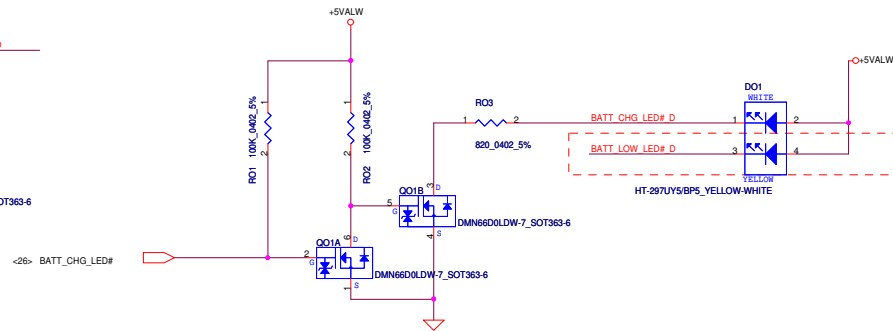 +5VALW
+5VALW
DO1
WHITE
RO3
1
2
BATT_CHG_LED#_D
1
2
820_0402_5%
BATT_LOW_LED#_D
3
4
YELLOW
HT-297UY5/BP5_YELLOW-WHITE
1
100K_0402_5%
2
RO1
1
100K_0402_5%
2
RO2
OT363-6
QO1B
3
D
5
G
4
S
DMN66D0LDW-7_SOT363-6
QO1A
6
D
2
G
1
S
DMN66D0LDW-7_SOT363-6
<26> BATT_CHG_LED#